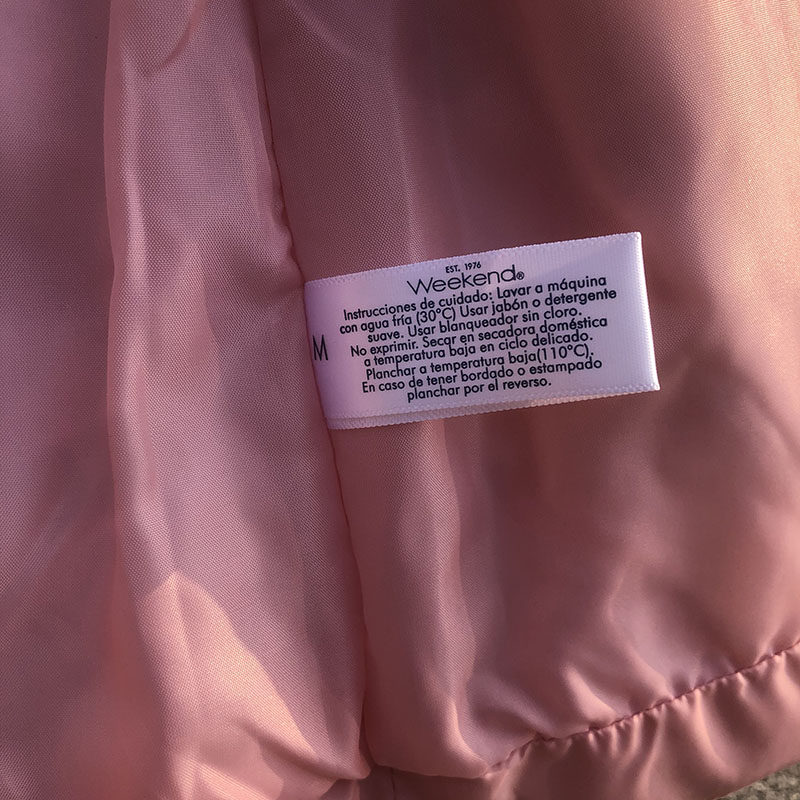 EST. 1976
Weekend®
Instrucciones de cuidado: Lavar a máquina
con agua fría (30°C) Usar jabón o detergente
suave. Usar blanqueador sin cloro.
M
No exprimir. Secar en secadora doméstica
a temperatura baja en ciclo delicado.
Planchar a temperatura baja(110°C).
En caso de tener bordado o estampado
planchar por el reverso.